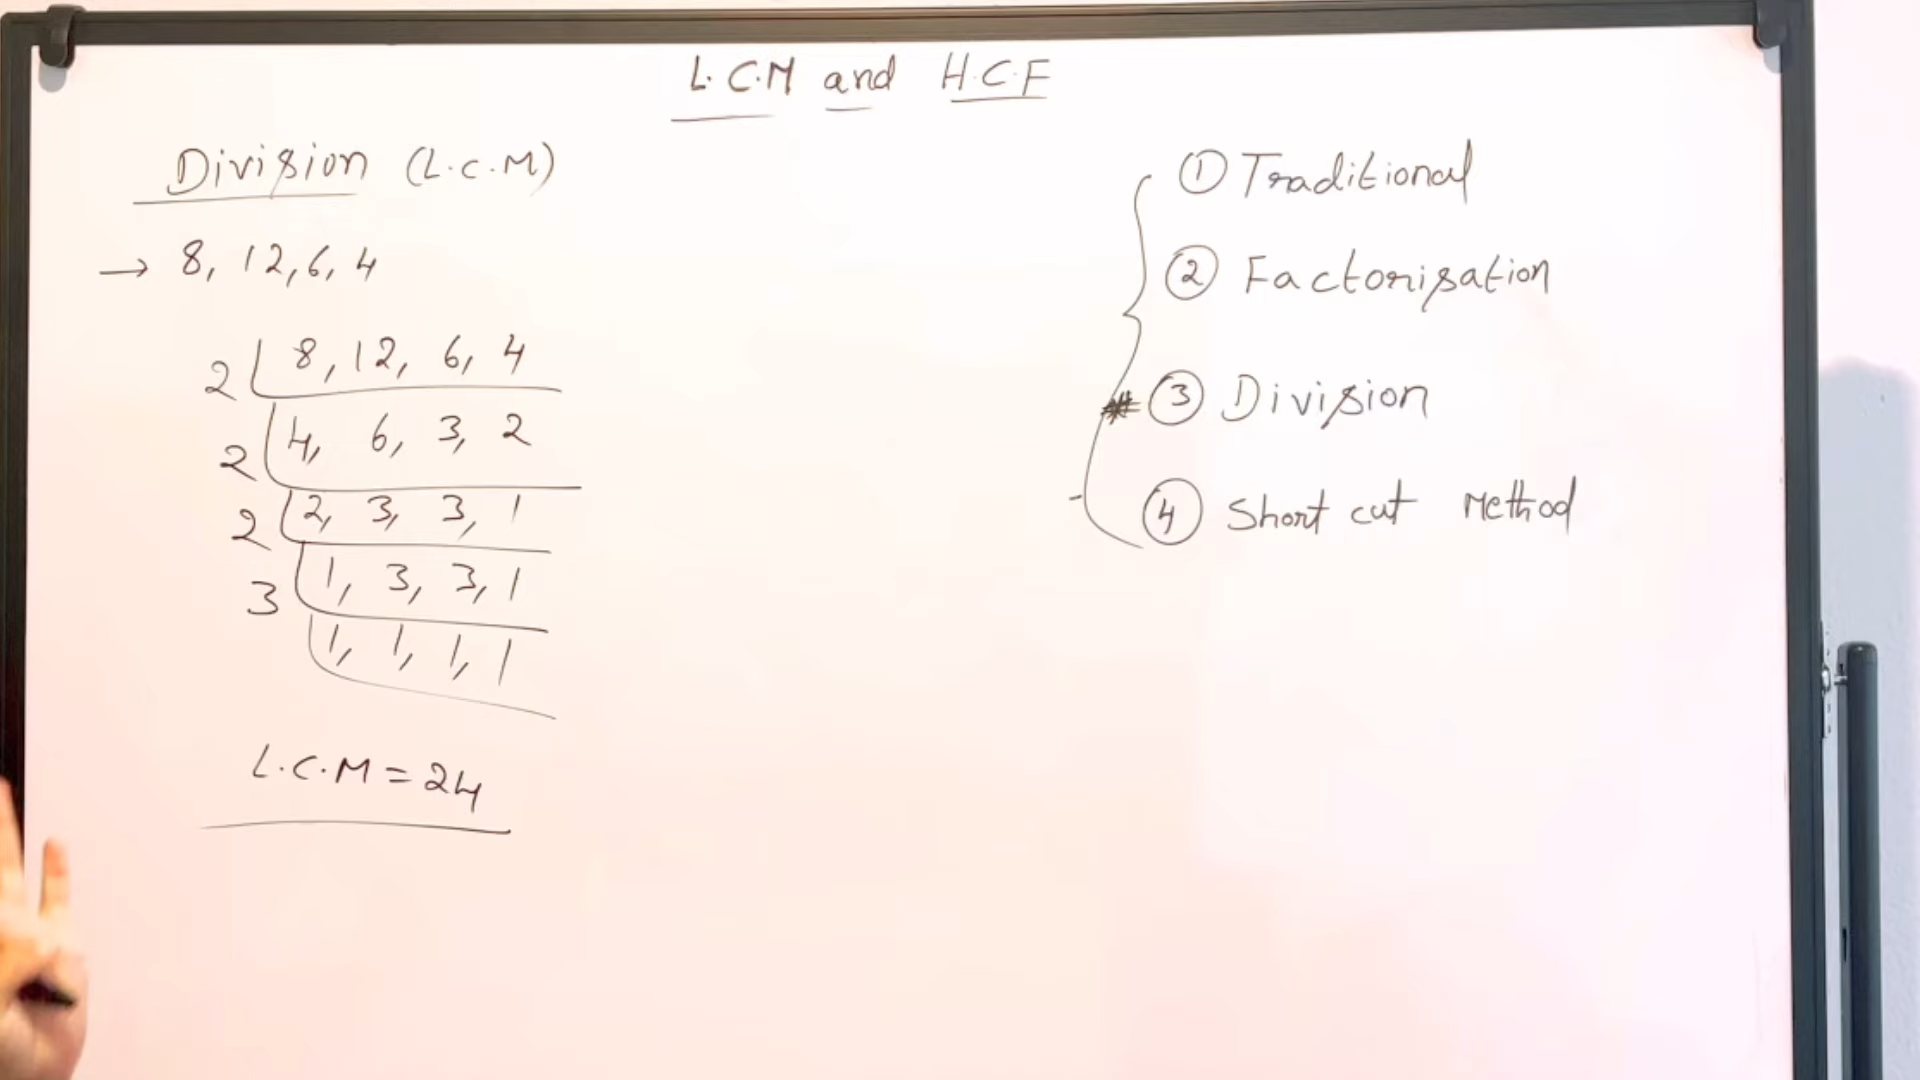 L.C.M and H.C.F
Division (L.C.M)
→ 8, 12, 6, 4
2 8, 12, 6, 4
2 4, 6, 3, 2
2 2, 3, 3, 1
3 1, 3, 3, 1
1, 1, 1, 1
L.C.M = 24
① Traditional
② Factorisation
③ Division
④ Short cut Method